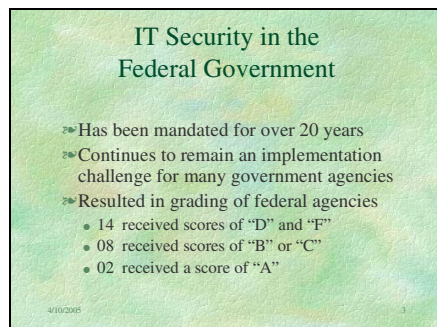 IT Security in the
Federal Government
❧Has been mandated for over 20 years
❧Continues to remain an implementation
challenge for many government agencies
❧Resulted in grading of federal agencies
• 14 received scores of “D” and “F”
• 08 received scores of “B” or “C”
• 02 received a score of “A”
4/10/2005 3